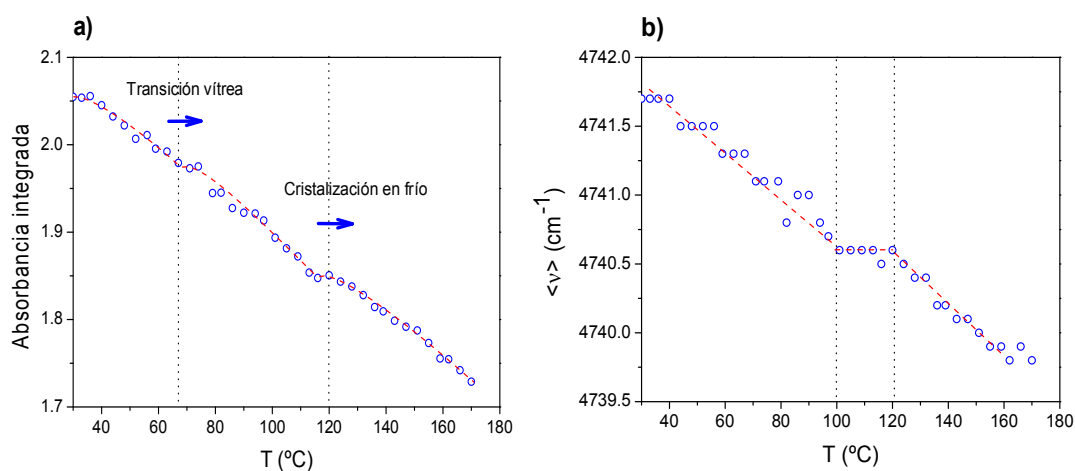 a)
2.1
2.0
1.9
1.8
1.7
Absorbancia integrada
Transición vítrea
Cristalización en frío
40 60 80 100 120 140 160 180
T (ºC)
b)
4742.0
4741.5
4741.0
4740.5
4740.0
4739.5
<ν> (cm-1)
40 60 80 100 120 140 160 180
T (ºC)